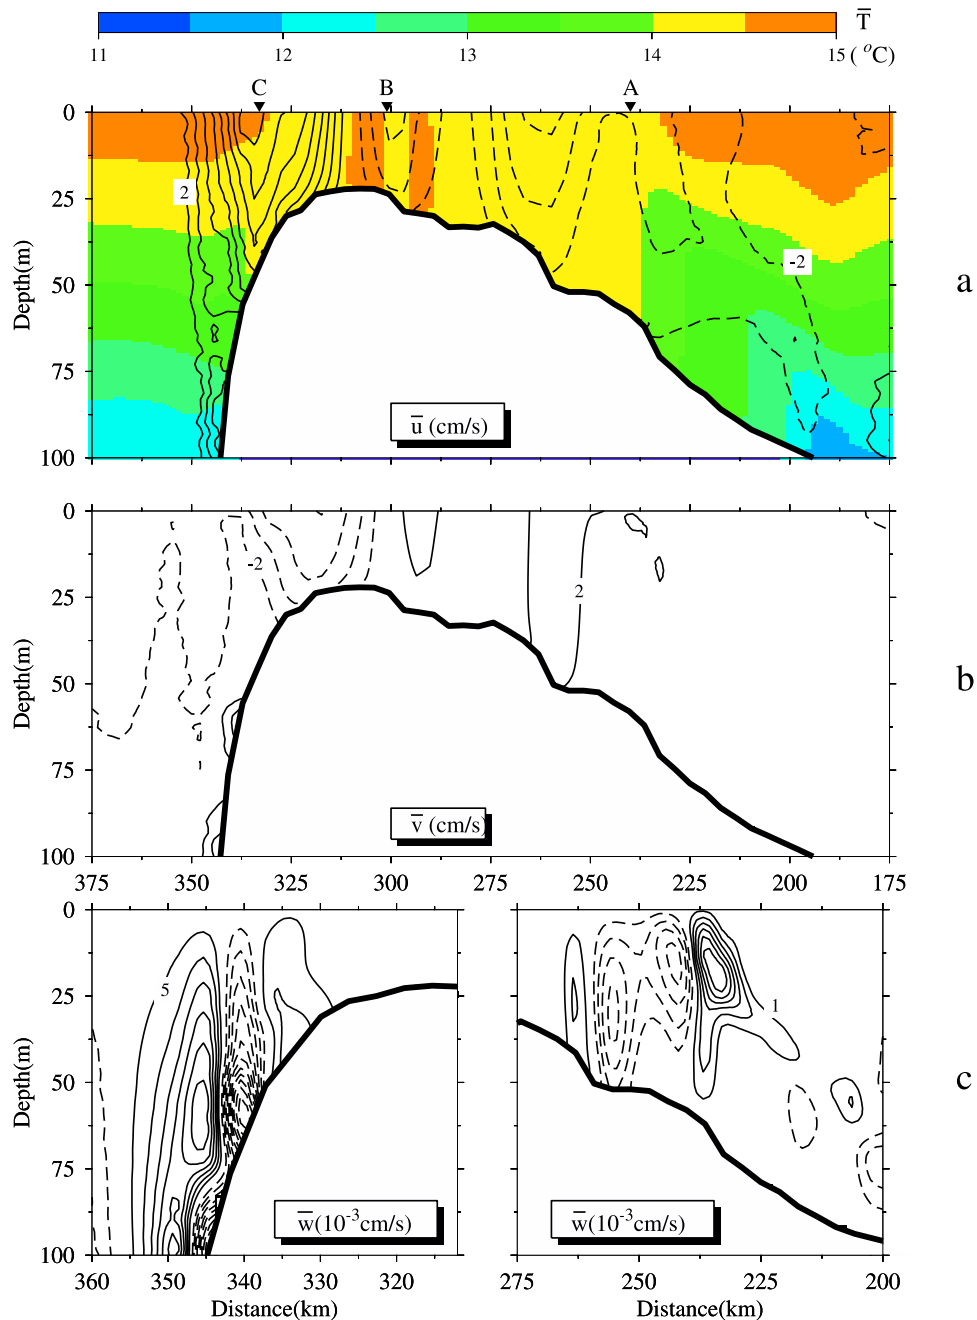 T̅
11 12 13 14 15 (°C)
C B A
0
25
50
75
100
Depth(m)
2
-2
u̅ (cm/s)
a
0
25
50
75
100
Depth(m)
-2
2
v̅ (cm/s)
b
375 350 325 300 275 250 225 200 175
0
25
50
75
100
Depth(m)
5
1
w̅(10⁻³cm/s) w̅(10⁻³cm/s)
c
360 350 340 330 320 275 250 225 200
Distance(km) Distance(km)